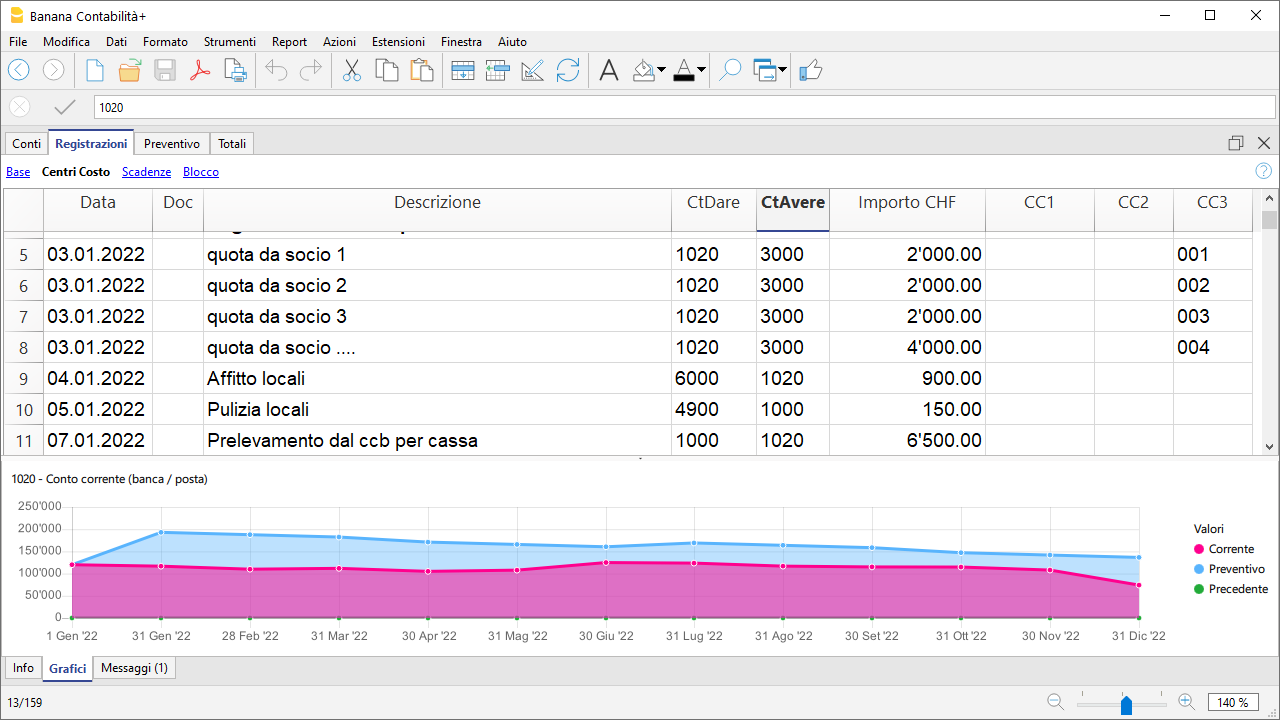 Banana Contabilità+
File Modifica Dati Formato Strumenti Report Azioni Estensioni Finestra Aiuto
1020
Conti Registrazioni Preventivo Totali
Base Centri Costo Scadenze Blocco
Data Doc Descrizione CtDare CtAvere Importo CHF CC1 CC2 CC3
5 03.01.2022 quota da socio 1 1020 3000 2'000.00 001
6 03.01.2022 quota da socio 2 1020 3000 2'000.00 002
7 03.01.2022 quota da socio 3 1020 3000 2'000.00 003
8 03.01.2022 quota da socio .... 1020 3000 4'000.00 004
9 04.01.2022 Affitto locali 6000 1020 900.00
10 05.01.2022 Pulizia locali 4900 1000 150.00
11 07.01.2022 Prelevamento dal ccb per cassa 1000 1020 6'500.00
1020 - Conto corrente (banca / posta)
250'000
200'000
150'000
100'000
50'000
0
1 Gen '22 31 Gen '22 28 Feb '22 31 Mar '22 30 Apr '22 31 Mag '22 30 Giu '22 31 Lug '22 31 Ago '22 30 Set '22 31 Ott '22 30 Nov '22 31 Dic '22
Valori
Corrente
Preventivo
Precedente
Info Grafici Messaggi (1)
13/159 140 %